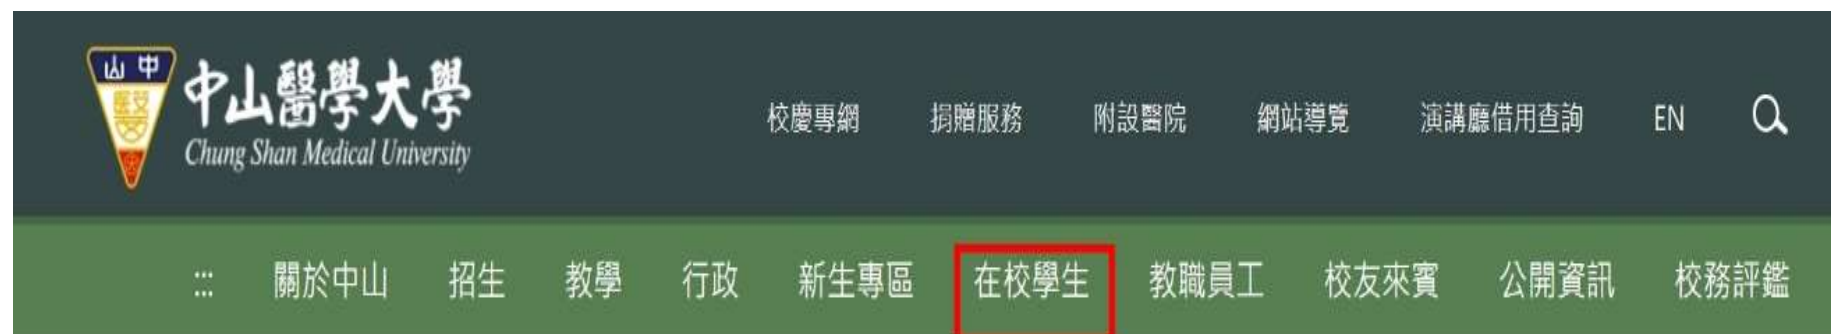 中山
醫學大學
Chung Shan Medical University
校慶專網 捐贈服務 附設醫院 網站導覽 演講廳借用查詢 EN
::: 關於中山 招生 教學 行政 新生專區 在校學生 教職員工 校友來賓 公開資訊 校務評鑑